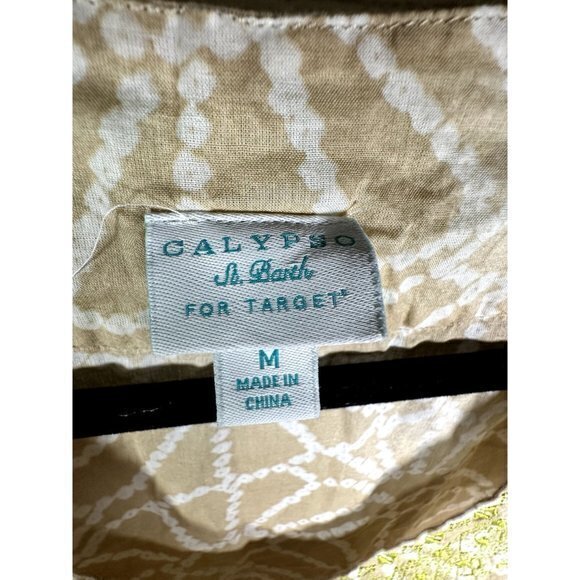 CALYPSO
St. Barth
FOR TARGET®
M
MADE IN
CHINA